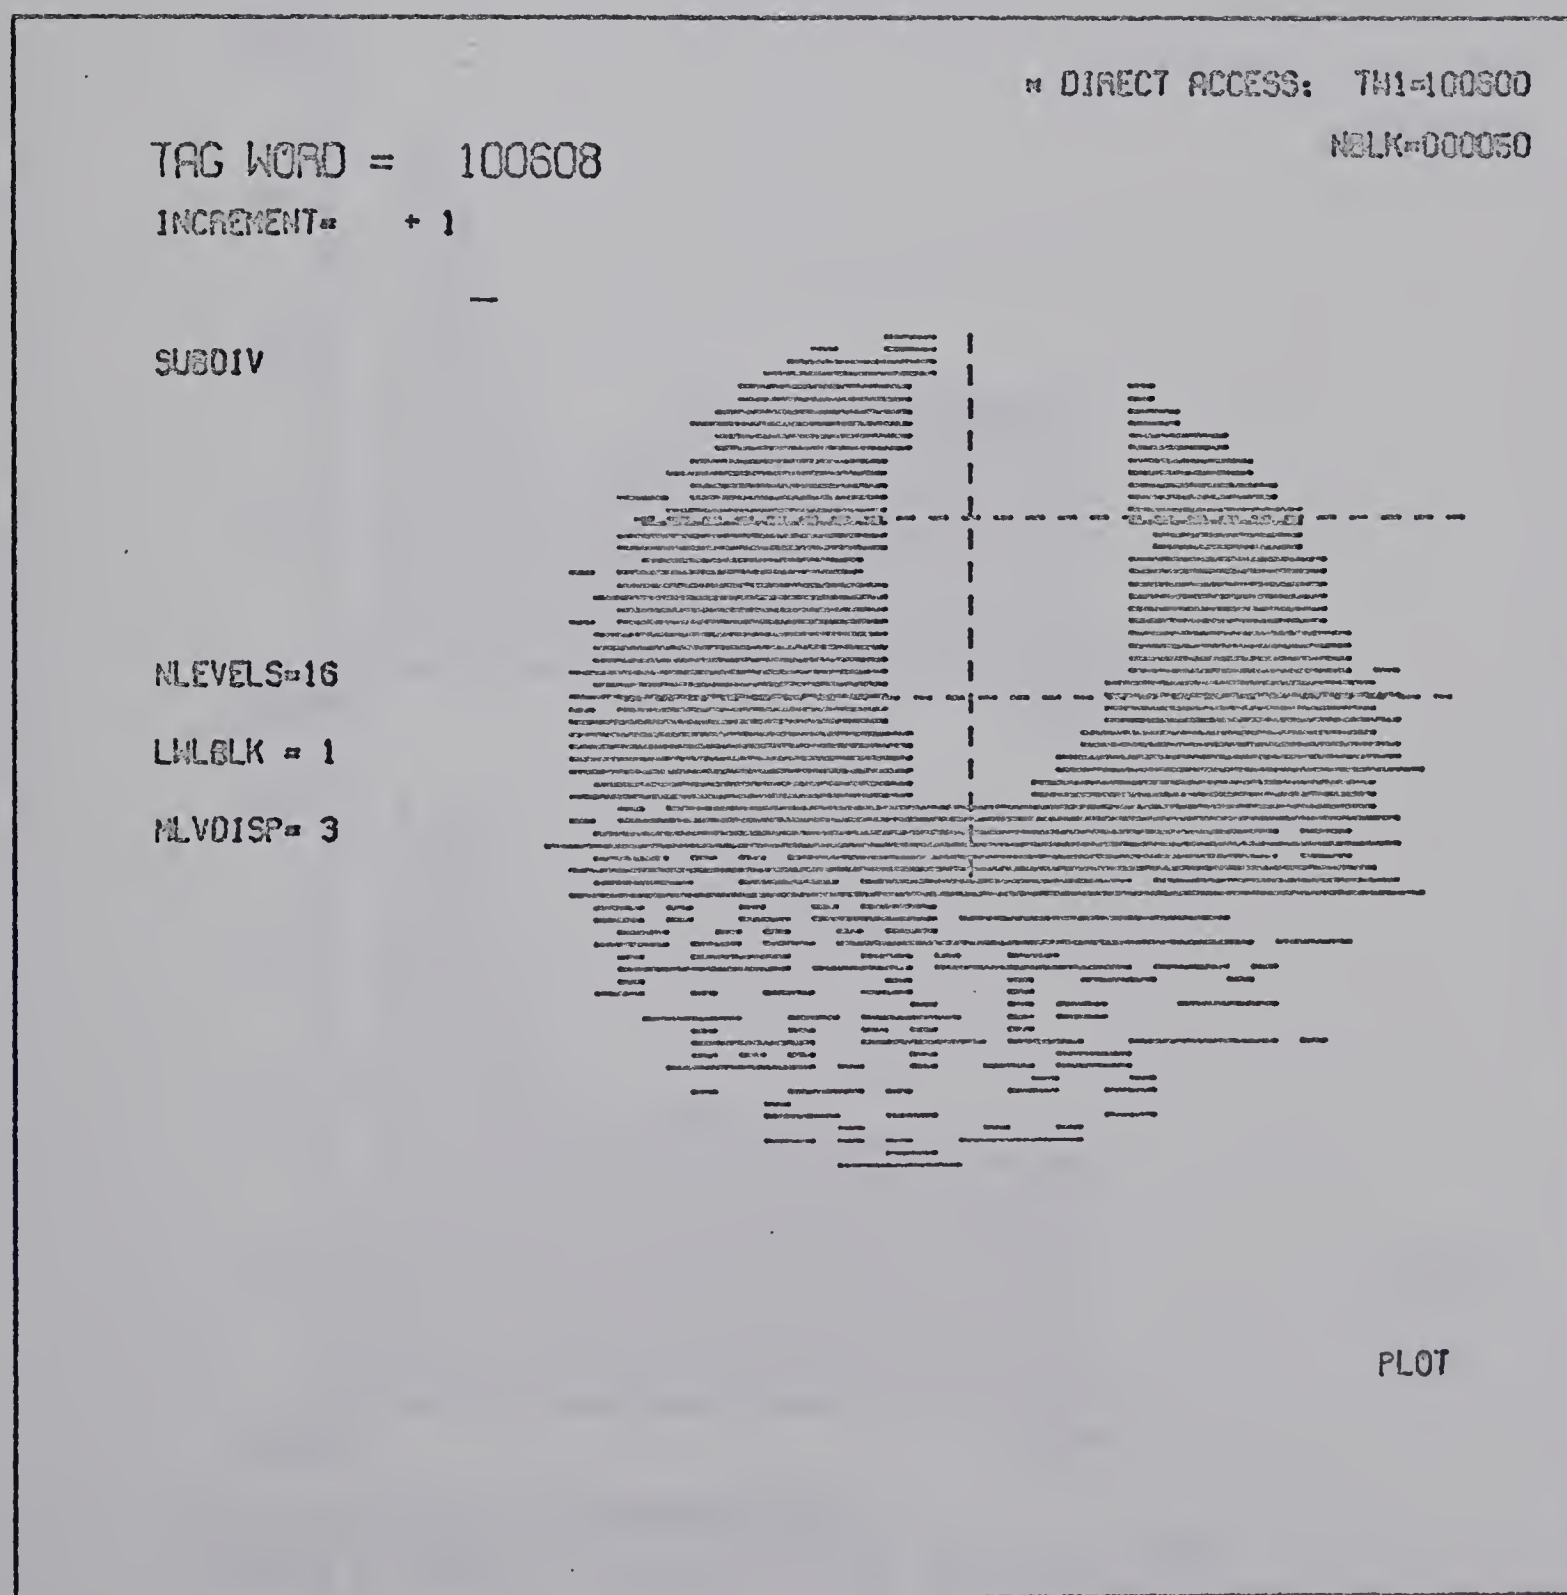 * DIRECT ACCESS: TW1=100600
NBLK=000050
TAG WORD = 100608
INCREMENT= + 1
SUBDIV
NLEVELS=16
LWLBLK = 1
NLVDISP= 3
PLOT